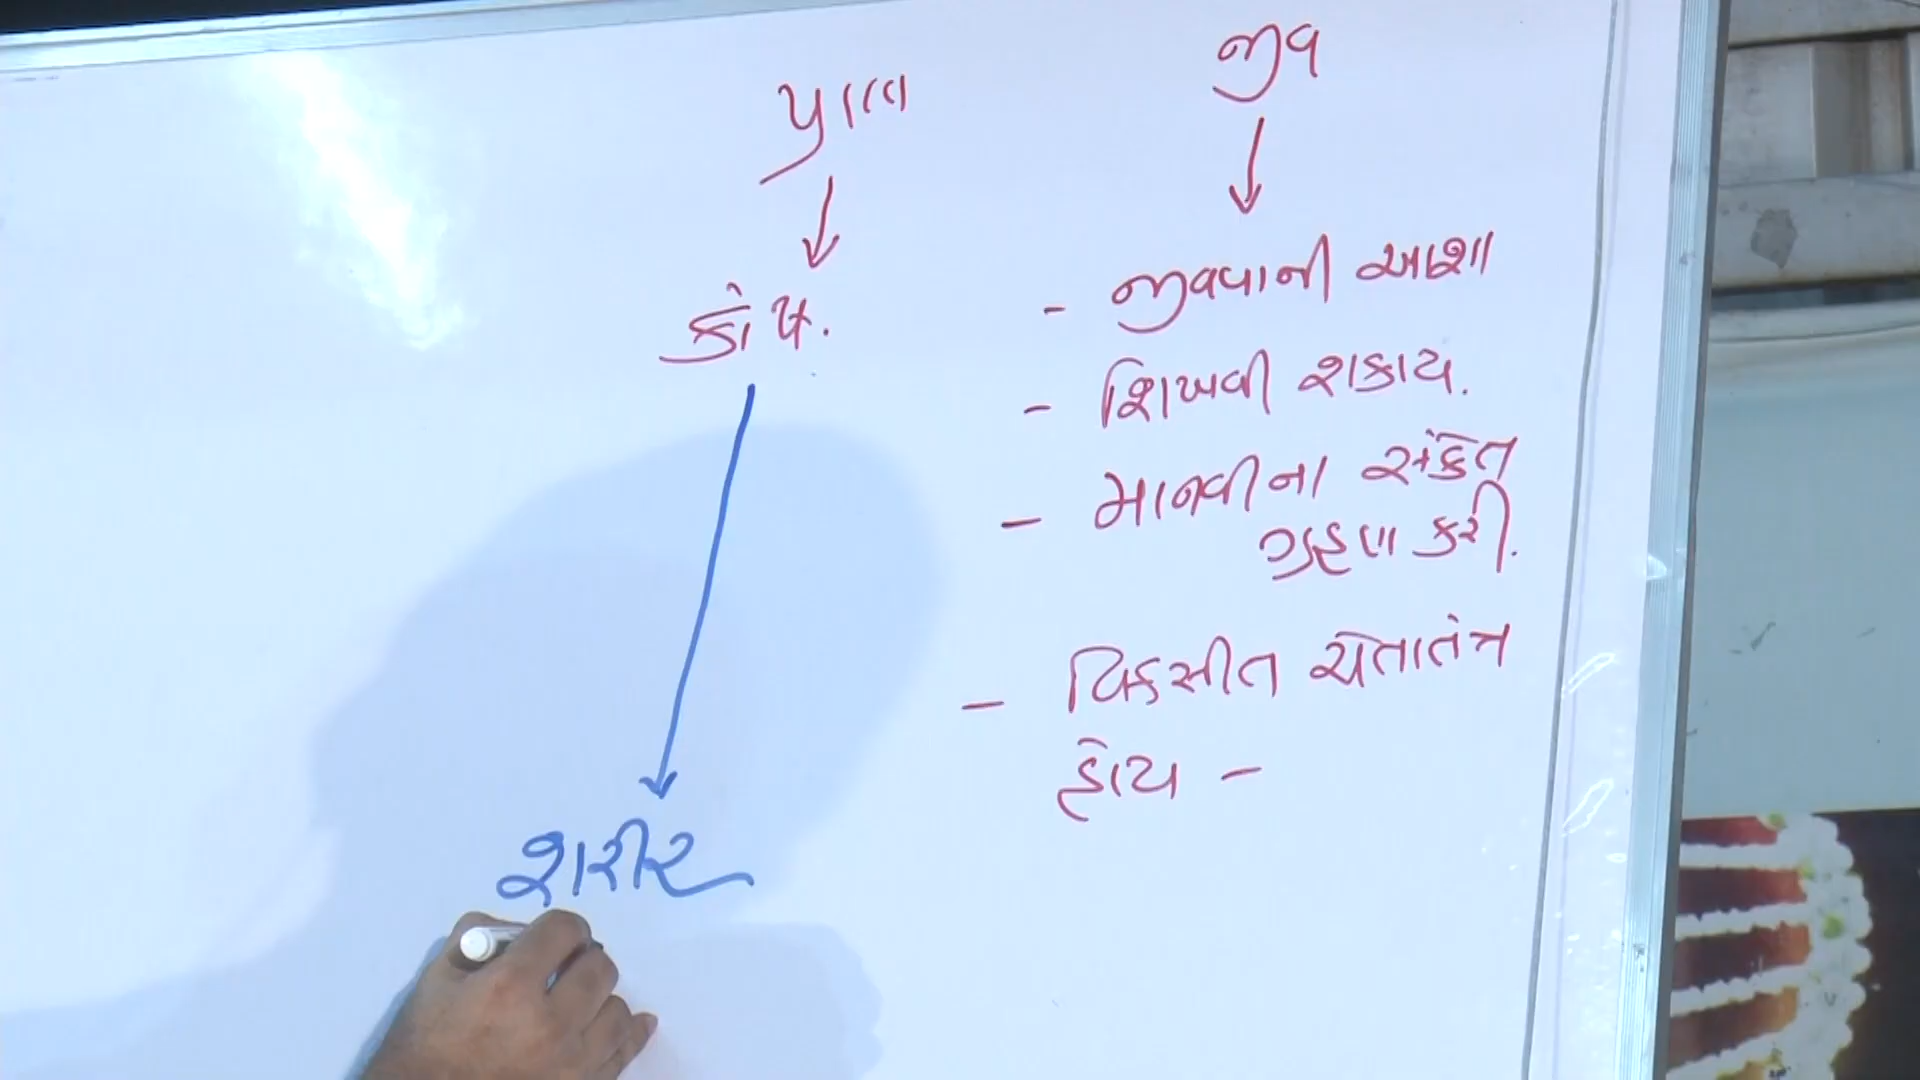 પ્રાણ
કોષ.
શરીર
જીવ
- જીવવાની આશા
- શિખવી શકાય.
- માનવીના સંકેત
ગ્રહણ કરી.
- વિકસીત ચેતાતંત્ર
હોય -